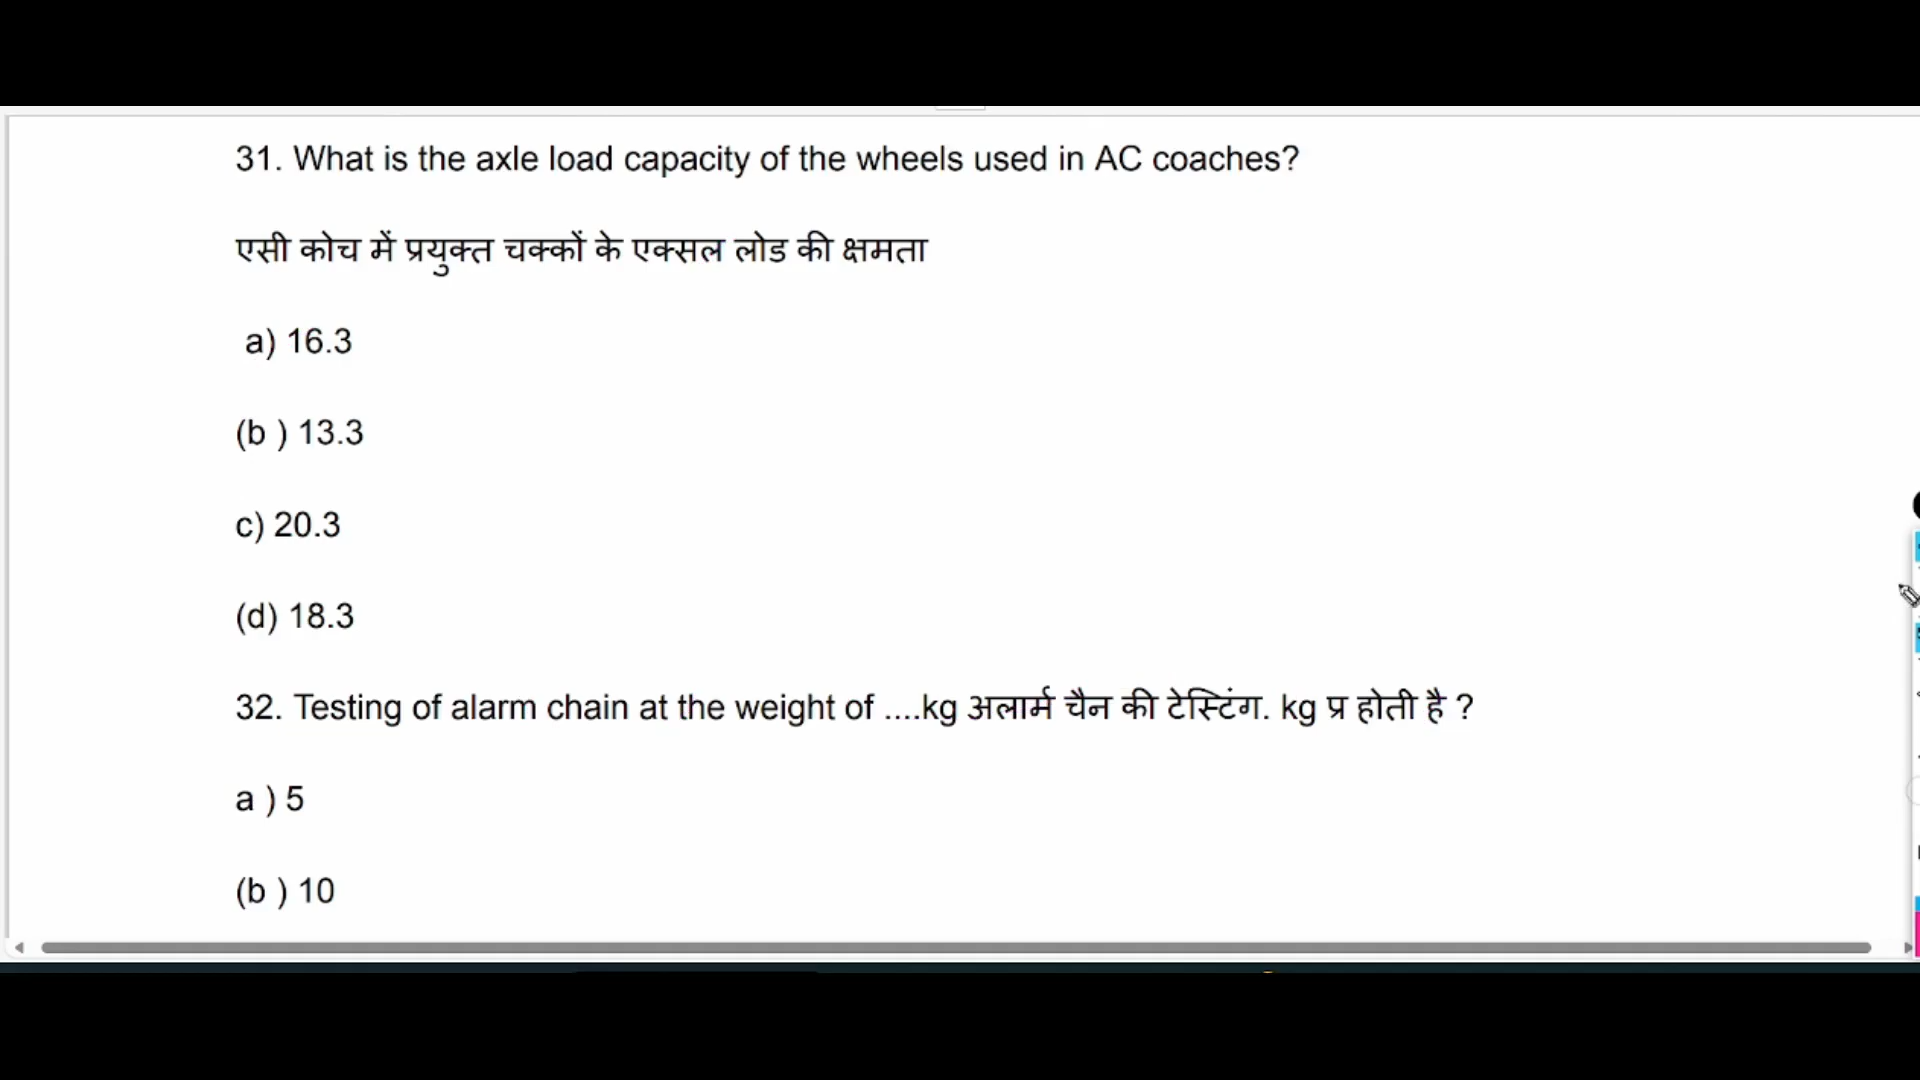 31. What is the axle load capacity of the wheels used in AC coaches?
एसी कोच में प्रयुक्त चक्कों के एक्सल लोड की क्षमता
a) 16.3
(b ) 13.3
c) 20.3
(d) 18.3
32. Testing of alarm chain at the weight of ....kg अलार्म चैन की टेस्टिंग. kg प्र होती है ?
a ) 5
(b ) 10